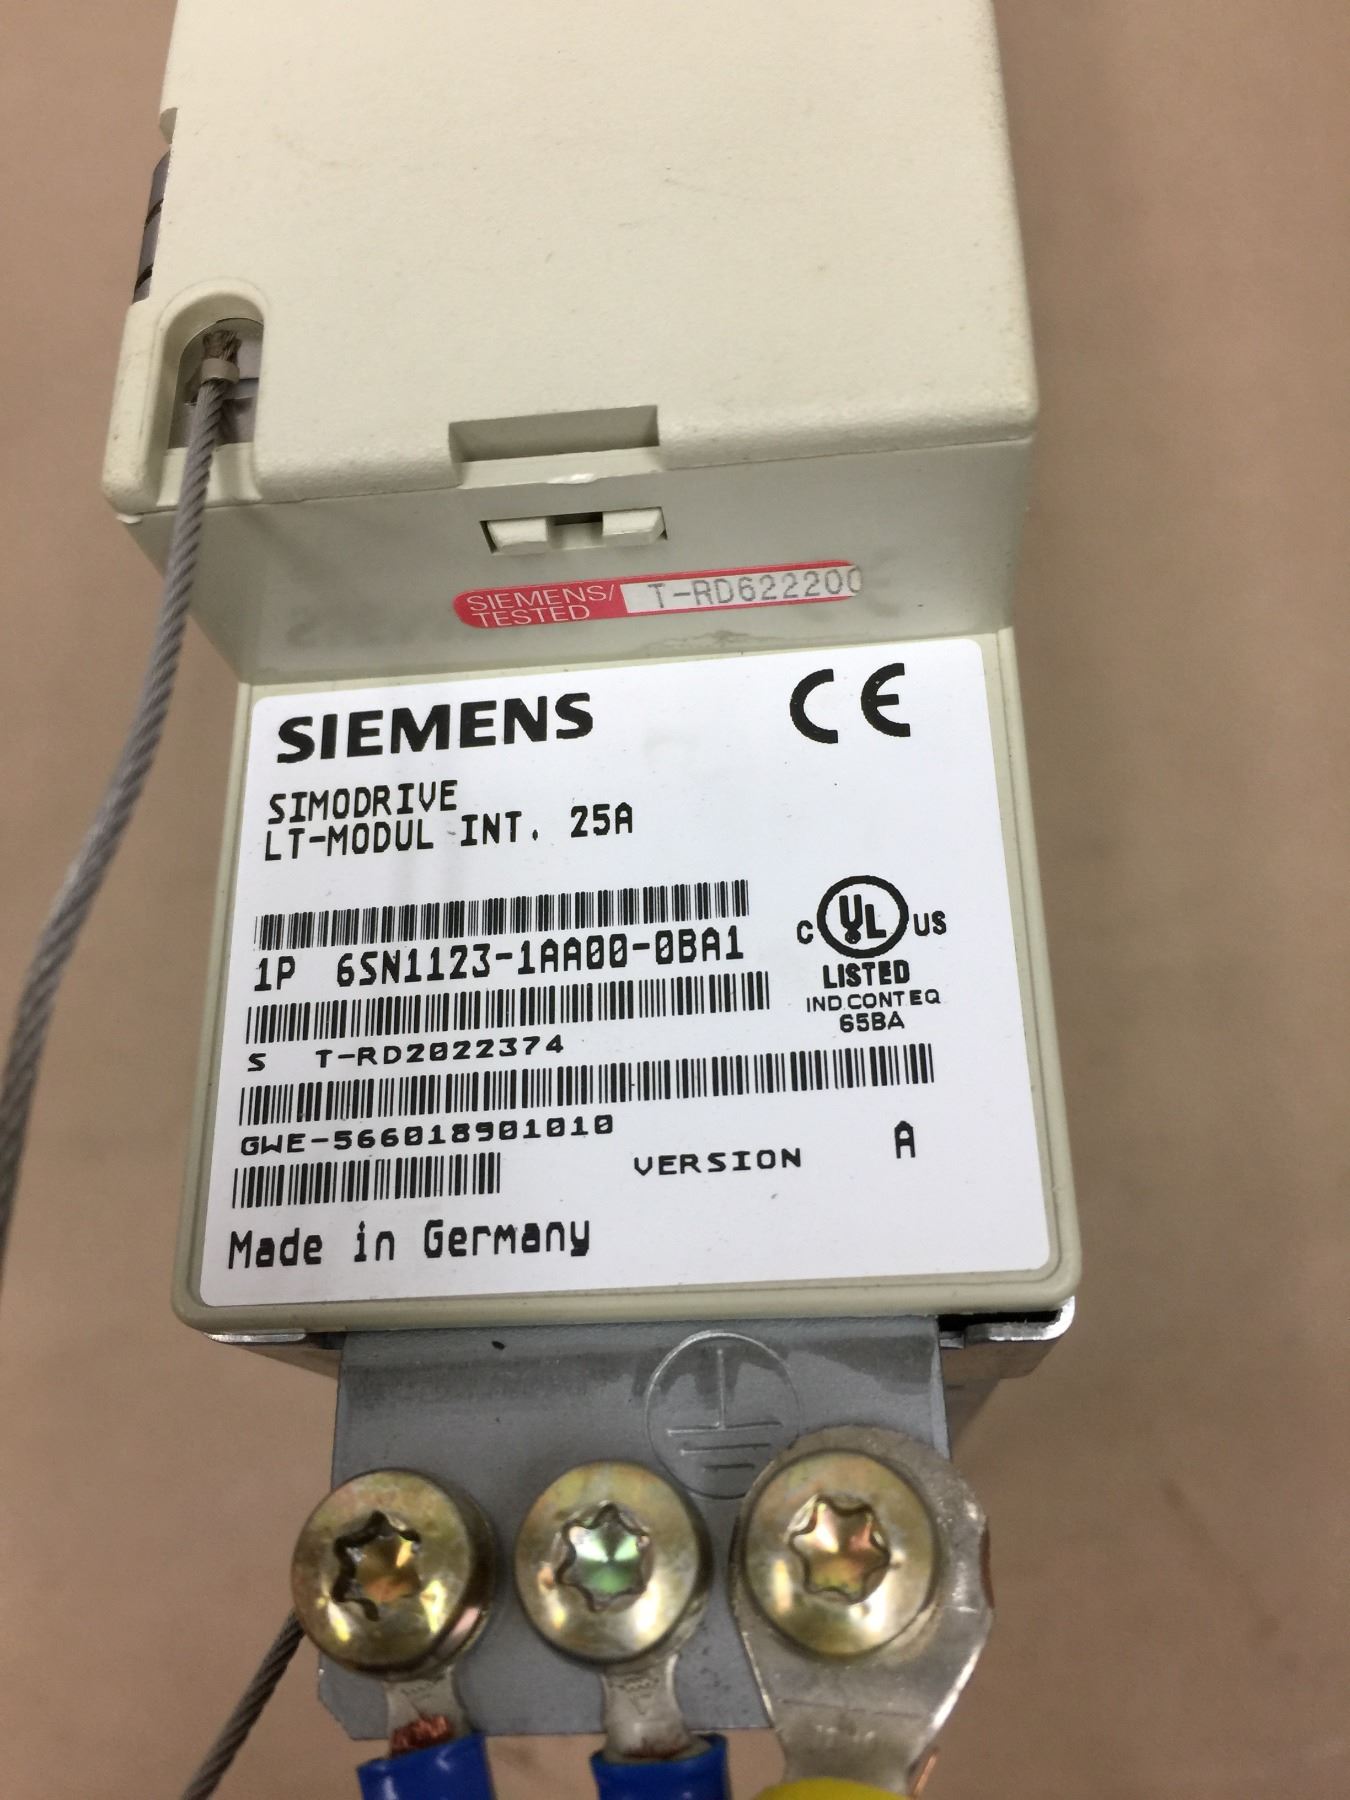 SIEMENS/ T-RD622200
TESTED
SIEMENS CE
SIMODRIVE
LT-MODUL INT. 25A
1P 6SN1123-1AA00-0BA1
C UL US
LISTED
IND.CONT.EQ
65BA
S T-RD2022374
GWE-566018901010
VERSION A
Made in Germany